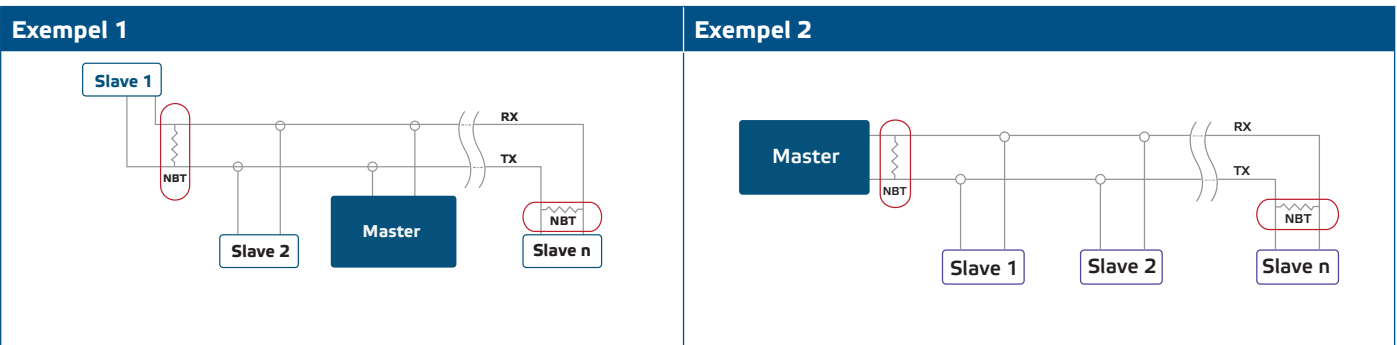 Exempel 1
Slave 1
RX
TX
NBT
NBT
Master
Slave 2
Slave n
Exempel 2
RX
Master
TX
NBT
NBT
Slave 1
Slave 2
Slave n